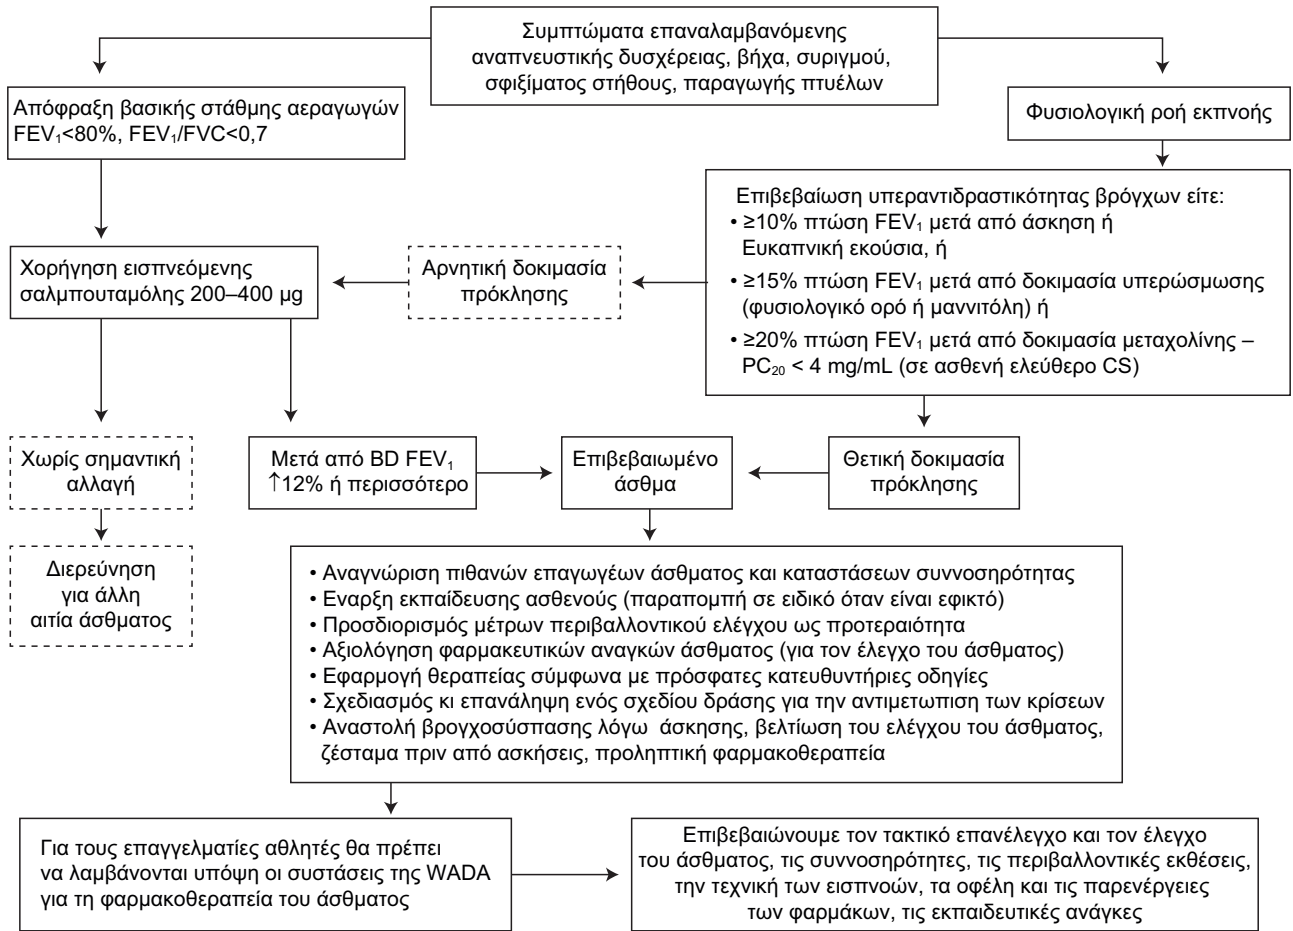 Συμπτώματα επαναλαμβανόμενης
αναπνευστικής δυσχέρειας, βήχα, συριγμού,
σφιξίματος στήθους, παραγωγής πτυέλων
Απόφραξη βασικής στάθμης αεραγωγών
FEV₁<80%, FEV₁/FVC<0,7
Φυσιολογική ροή εκπνοής
Επιβεβαίωση υπεραντιδραστικότητας βρόγχων είτε:
• ≥10% πτώση FEV₁ μετά από άσκηση ή
Ευκαπνική εκούσια, ή
• ≥15% πτώση FEV₁ μετά από δοκιμασία υπερώσμωσης
(φυσιολογικό ορό ή μαννιτόλη) ή
• ≥20% πτώση FEV₁ μετά από δοκιμασία μεταχολίνης –
PC₂₀ < 4 mg/mL (σε ασθενή ελεύθερο CS)
Χορήγηση εισπνεόμενης
σαλμπουταμόλης 200–400 μg
Αρνητική δοκιμασία
πρόκλησης
Χωρίς σημαντική
αλλαγή
Μετά από BD FEV₁
↑12% ή περισσότερο
Επιβεβαιωμένο
άσθμα
Θετική δοκιμασία
πρόκλησης
Διερεύνηση
για άλλη
αιτία άσθματος
• Αναγνώριση πιθανών επαγωγέων άσθματος και καταστάσεων συννοσηρότητας
• Εναρξη εκπαίδευσης ασθενούς (παραπομπή σε ειδικό όταν είναι εφικτό)
• Προσδιορισμός μέτρων περιβαλλοντικού ελέγχου ως προτεραιότητα
• Αξιολόγηση φαρμακευτικών αναγκών άσθματος (για τον έλεγχο του άσθματος)
• Εφαρμογή θεραπείας σύμφωνα με πρόσφατες κατευθυντήριες οδηγίες
• Σχεδιασμός κι επανάληψη ενός σχεδίου δράσης για την αντιμετωπιση των κρίσεων
• Αναστολή βρογχοσύσπασης λόγω άσκησης, βελτίωση του ελέγχου του άσθματος,
ζέσταμα πριν από ασκήσεις, προληπτική φαρμακοθεραπεία
Για τους επαγγελματίες αθλητές θα πρέπει
να λαμβάνονται υπόψη οι συστάσεις της WADA
για τη φαρμακοθεραπεία του άσθματος
Επιβεβαιώνουμε τον τακτικό επανέλεγχο και τον έλεγχο
του άσθματος, τις συννοσηρότητες, τις περιβαλλοντικές εκθέσεις,
την τεχνική των εισπνοών, τα οφέλη και τις παρενέργειες
των φαρμάκων, τις εκπαιδευτικές ανάγκες